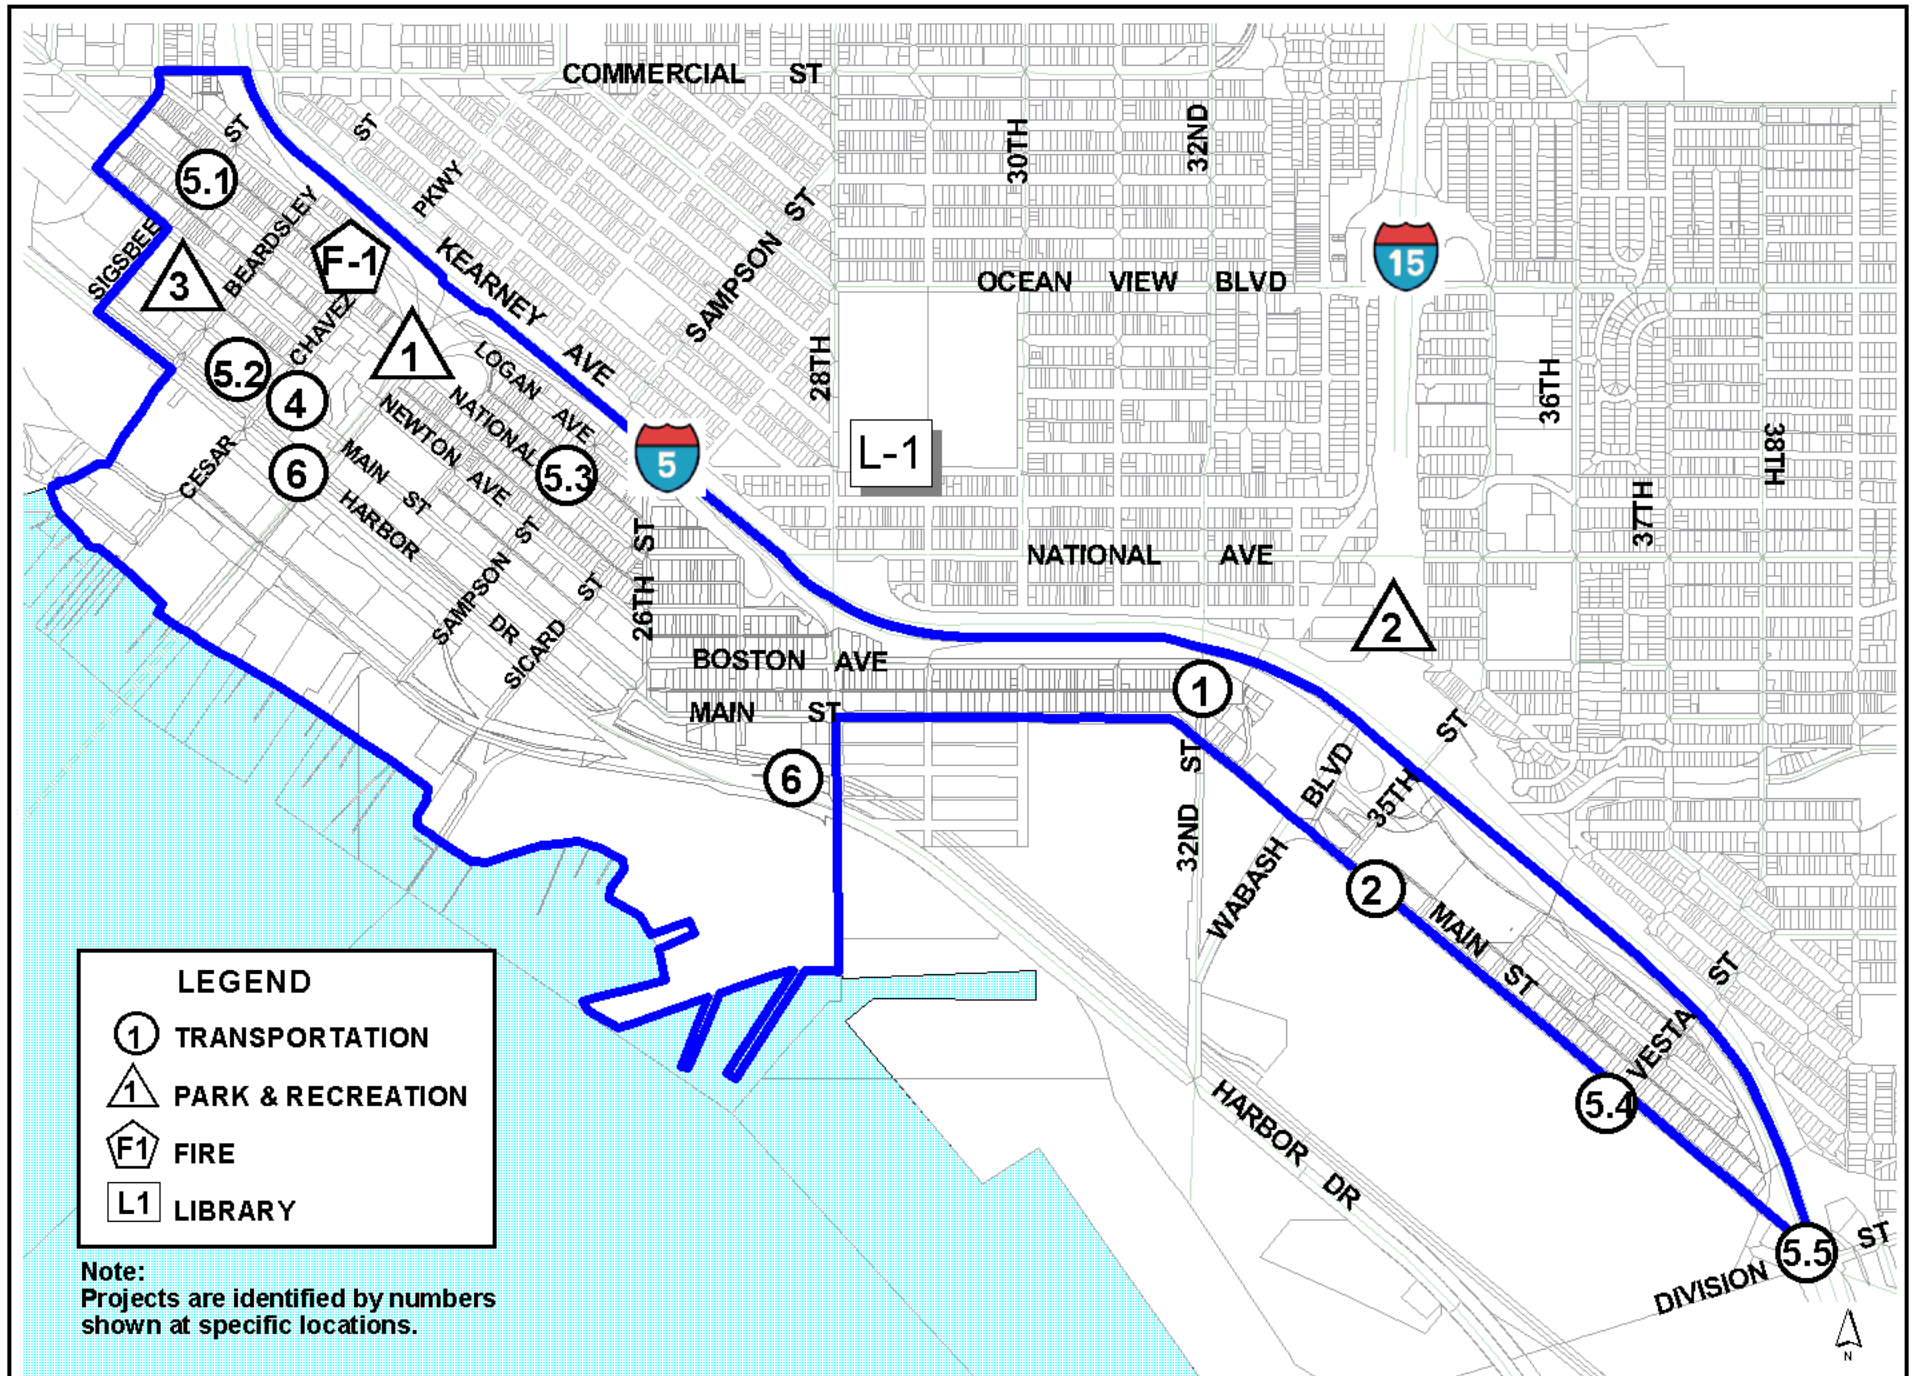 COMMERCIAL ST
ST
ST
30TH
32ND
5.1
PKWY
BEARDSLEY
SAMPSON ST
SIGSBEE
F-1
KEARNEY AVE
15
3
OCEAN VIEW BLVD
CHAVEZ
1
LOGAN AVE
28TH
36TH
5.2
4
NATIONAL
NEWTON AVE
L-1
38TH
CESAR
6
MAIN ST
5.3
5
37TH
HARBOR DR
SAMPSON ST
26TH ST
NATIONAL AVE
SICARD ST
2
BOSTON AVE
1
MAIN ST
32ND ST
35TH ST
WABASH BLVD
6
2
MAIN ST
VESTA ST
5.4
HARBOR DR
5.5
DIVISION ST
LEGEND
1 TRANSPORTATION
1 PARK & RECREATION
F1 FIRE
L1 LIBRARY
Note:
Projects are identified by numbers
shown at specific locations.
N